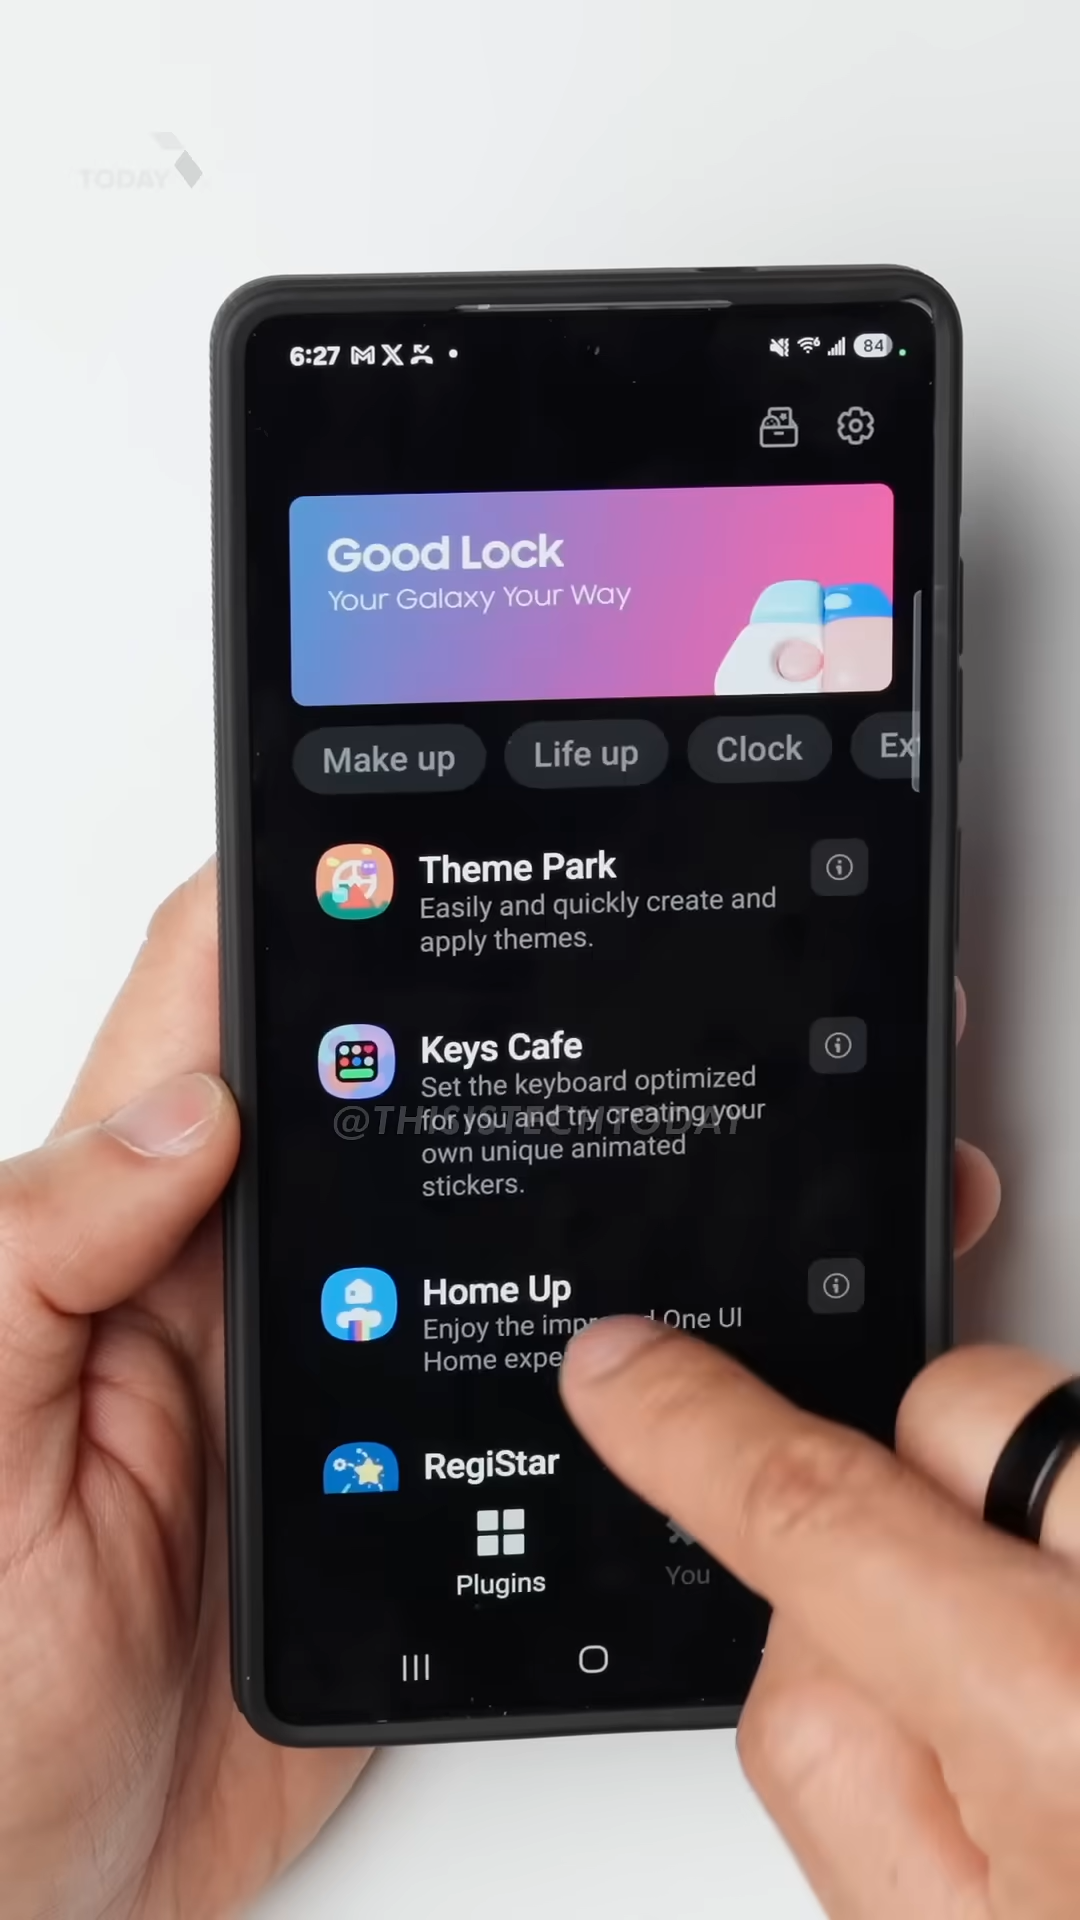 TODAY
6:27
84
Good Lock
Your Galaxy Your Way
Make up
Life up
Clock
Theme Park
Easily and quickly create and
apply themes.
Keys Cafe
Set the keyboard optimized
for you and try creating your
@THISISTECHTODAY
own unique animated
stickers.
Home Up
Enjoy the One UI
Home
RegiStar
Plugins
You